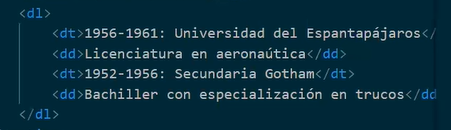 <dl>
<dt>1956-1961: Universidad del Espantapájaros</
<dd>Licenciatura en aeronaútica</dd>
<dt>1952-1956: Secundaria Gotham</dt>
<dd>Bachiller con especialización en trucos</dd
</dl>